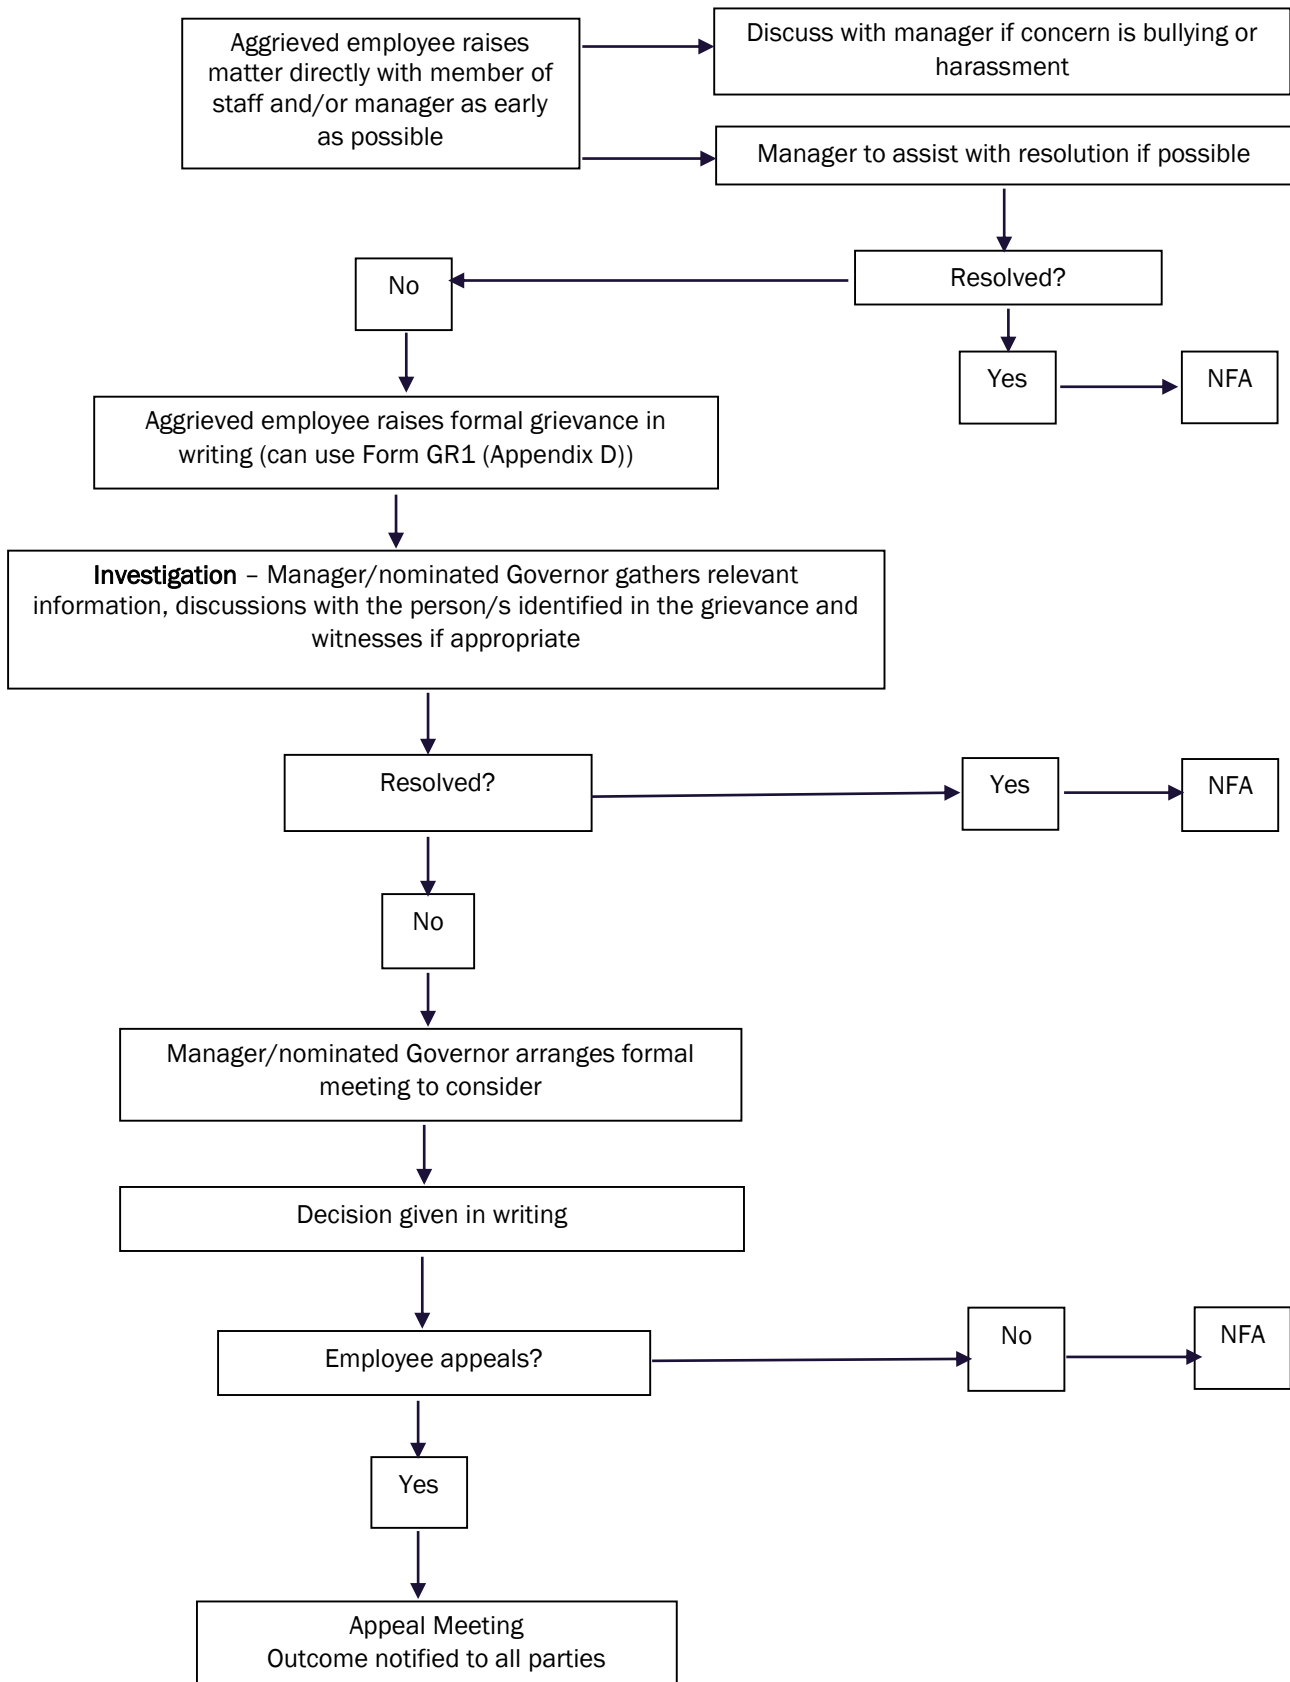 Aggrieved employee raises
matter directly with member of
staff and/or manager as early
as possible
Discuss with manager if concern is bullying or
harassment
Manager to assist with resolution if possible
Resolved?
No
Yes
NFA
Aggrieved employee raises formal grievance in
writing (can use Form GR1 (Appendix D))
Investigation – Manager/nominated Governor gathers relevant
information, discussions with the person/s identified in the grievance and
witnesses if appropriate
Resolved?
Yes
NFA
No
Manager/nominated Governor arranges formal
meeting to consider
Decision given in writing
Employee appeals?
No
NFA
Yes
Appeal Meeting
Outcome notified to all parties